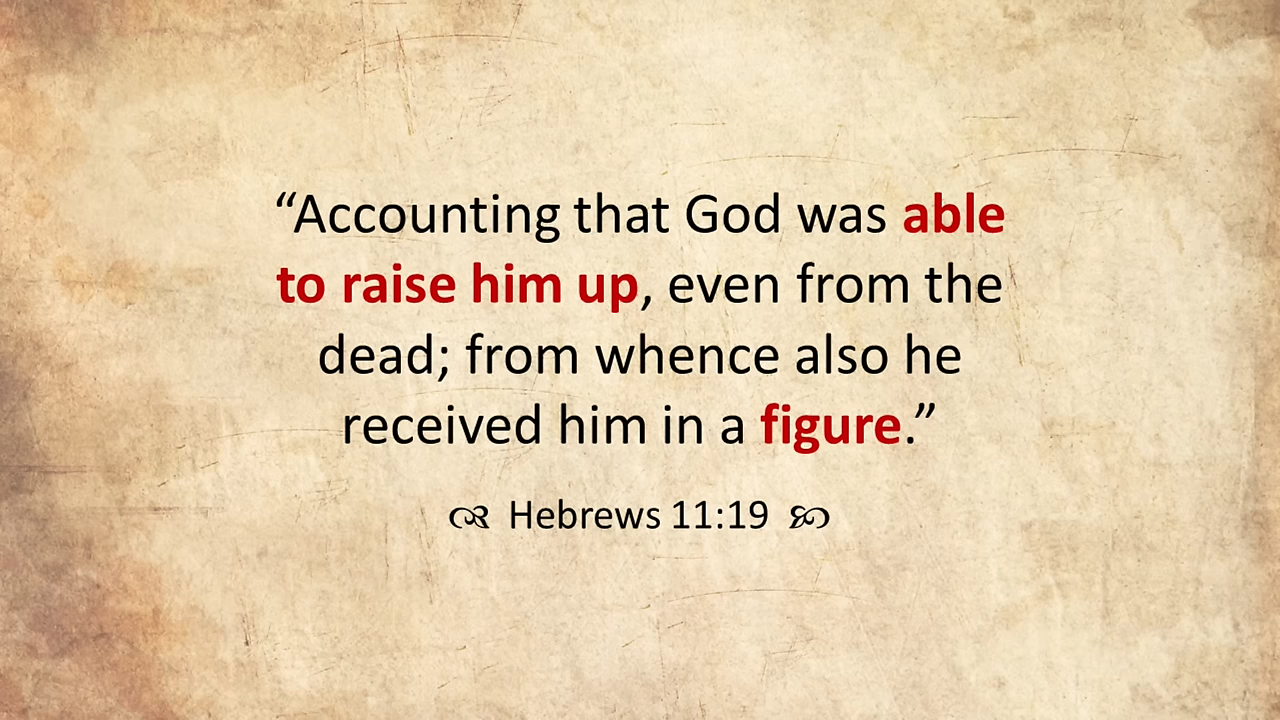 “Accounting that God was able
to raise him up, even from the
dead; from whence also he
received him in a figure.”
Hebrews 11:19